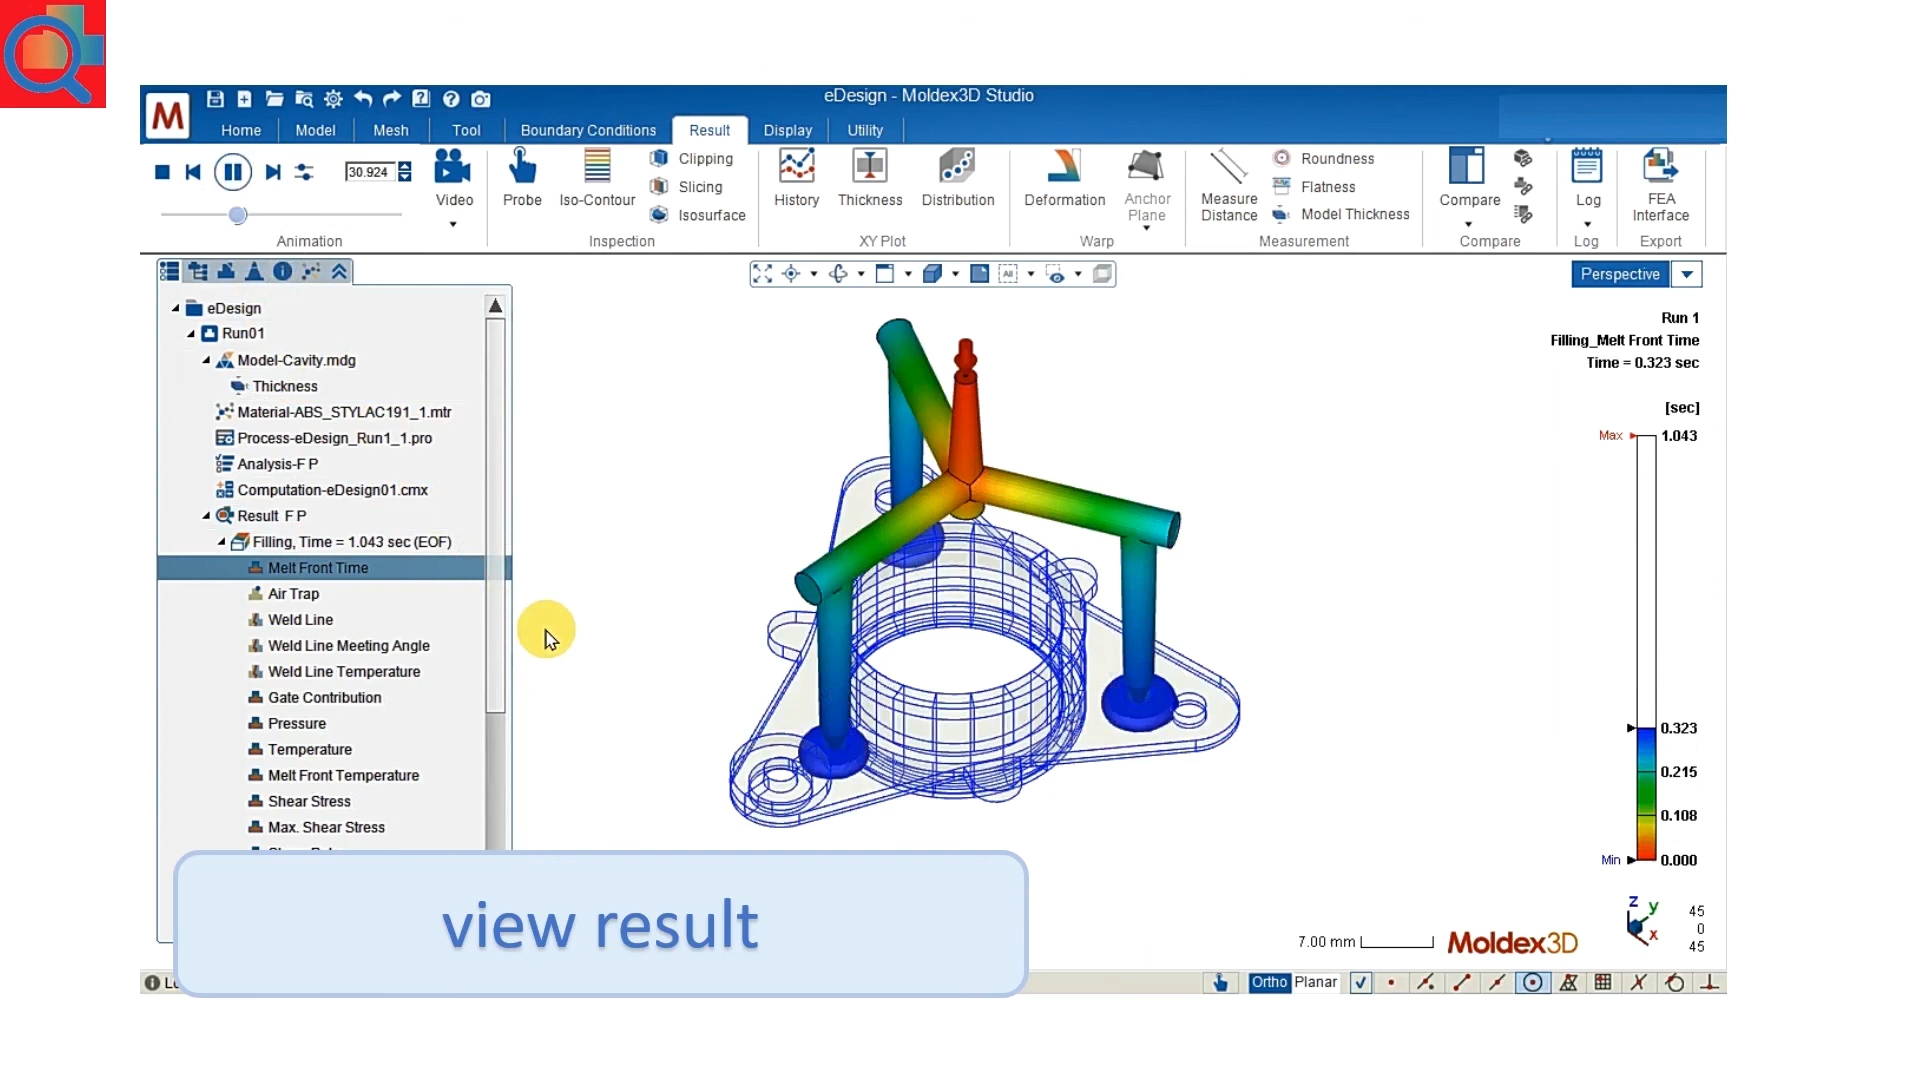 eDesign - Moldex3D Studio
Home Model Mesh Tool Boundary Conditions Result Display Utility
30.924
Video
Animation
Probe
Iso-Contour
Clipping
Slicing
Isosurface
Inspection
History
Thickness
Distribution
XY Plot
Deformation
Anchor
Plane
Warp
Measure
Distance
Roundness
Flatness
Model Thickness
Measurement
Compare
Compare
Log
Log
FEA
Interface
Export
eDesign
Run01
Model-Cavity.mdg
Thickness
Material-ABS_STYLAC191_1.mtr
Process-eDesign_Run1_1.pro
Analysis-F P
Computation-eDesign01.cmx
Result F P
Filling, Time = 1.043 sec (EOF)
Melt Front Time
Air Trap
Weld Line
Weld Line Meeting Angle
Weld Line Temperature
Gate Contribution
Pressure
Temperature
Melt Front Temperature
Shear Stress
Max. Shear Stress
All
Perspective
Run 1
Filling_Melt Front Time
Time = 0.323 sec
[sec]
Max 1.043
0.323
0.215
0.108
Min 0.000
z y x
45
0
45
7.00 mm
Moldex3D
view result
Ortho Planar